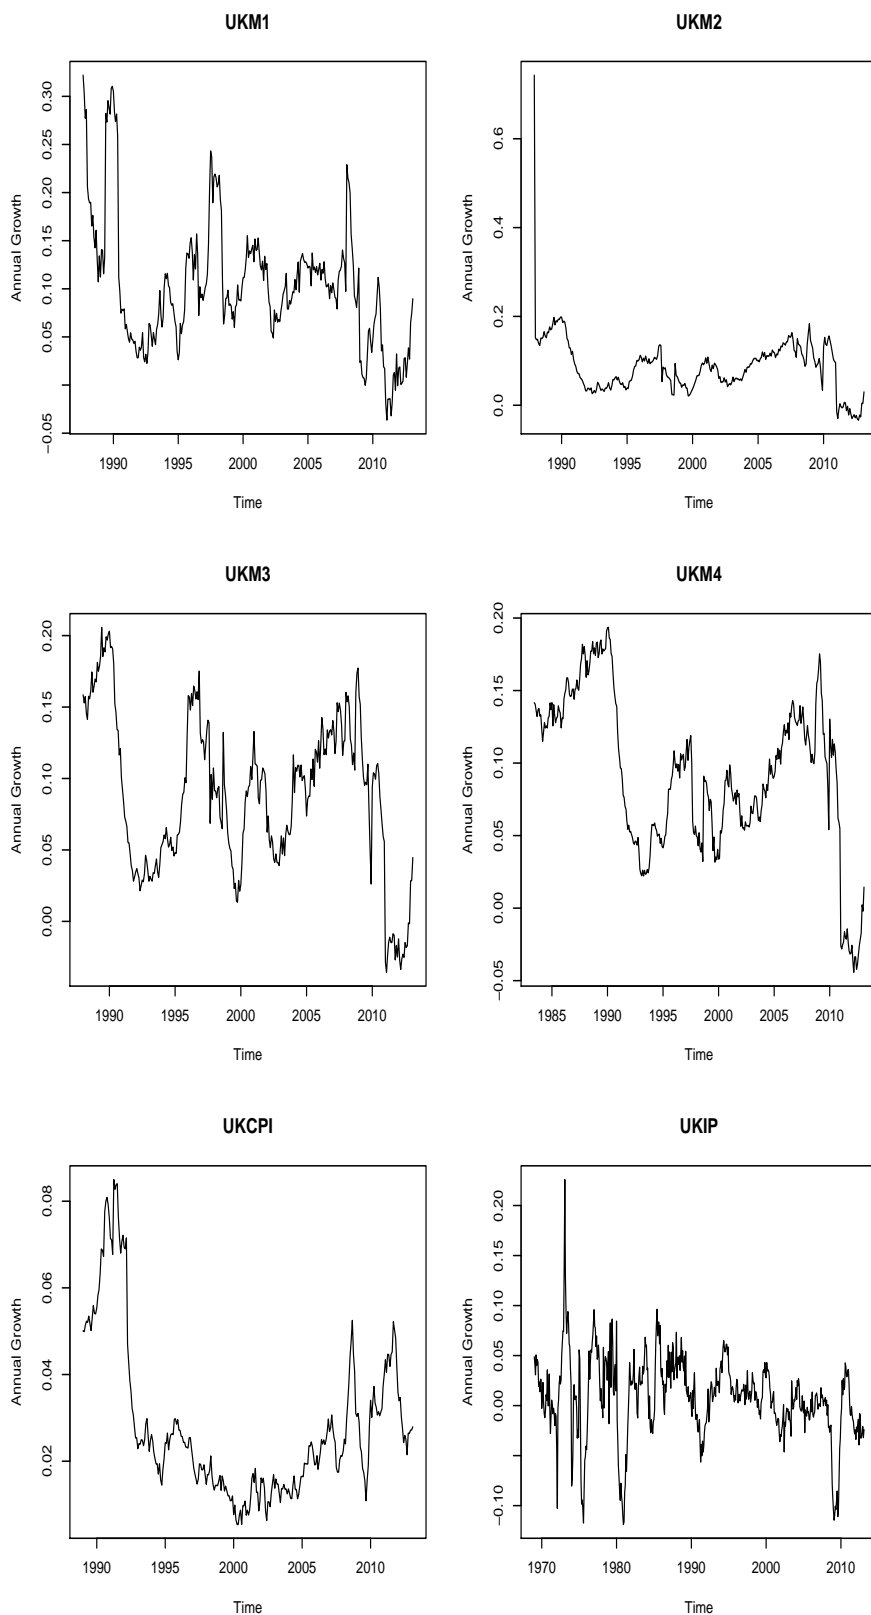 UKM1
Annual Growth
−0.05 0.05 0.10 0.15 0.20 0.25 0.30
1990 1995 2000 2005 2010
Time
UKM2
Annual Growth
0.0 0.2 0.4 0.6
1990 1995 2000 2005 2010
Time
UKM3
Annual Growth
0.00 0.05 0.10 0.15 0.20
1990 1995 2000 2005 2010
Time
UKM4
Annual Growth
−0.05 0.00 0.05 0.10 0.15 0.20
1985 1990 1995 2000 2005 2010
Time
UKCPI
Annual Growth
0.02 0.04 0.06 0.08
1990 1995 2000 2005 2010
Time
UKIP
Annual Growth
−0.10 0.00 0.05 0.10 0.15 0.20
1970 1980 1990 2000 2010
Time